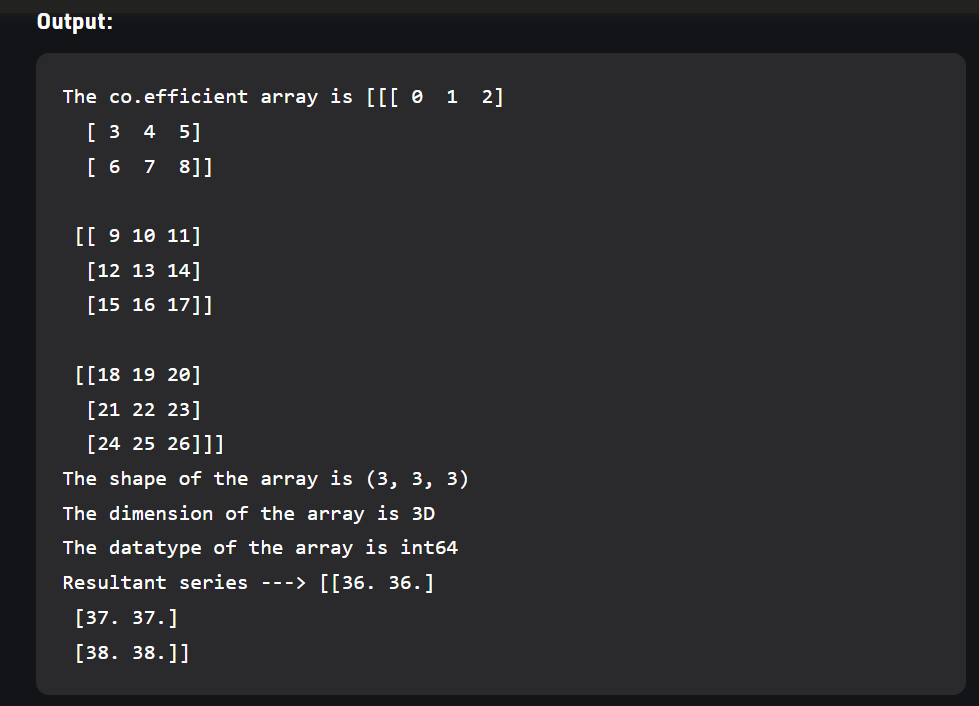 Output:
The co.efficient array is [[[ 0  1  2]
  [ 3  4  5]
  [ 6  7  8]]
 [[ 9 10 11]
  [12 13 14]
  [15 16 17]]
 [[18 19 20]
  [21 22 23]
  [24 25 26]]]
The shape of the array is (3, 3, 3)
The dimension of the array is 3D
The datatype of the array is int64
Resultant series ---> [[36. 36.]
 [37. 37.]
 [38. 38.]]